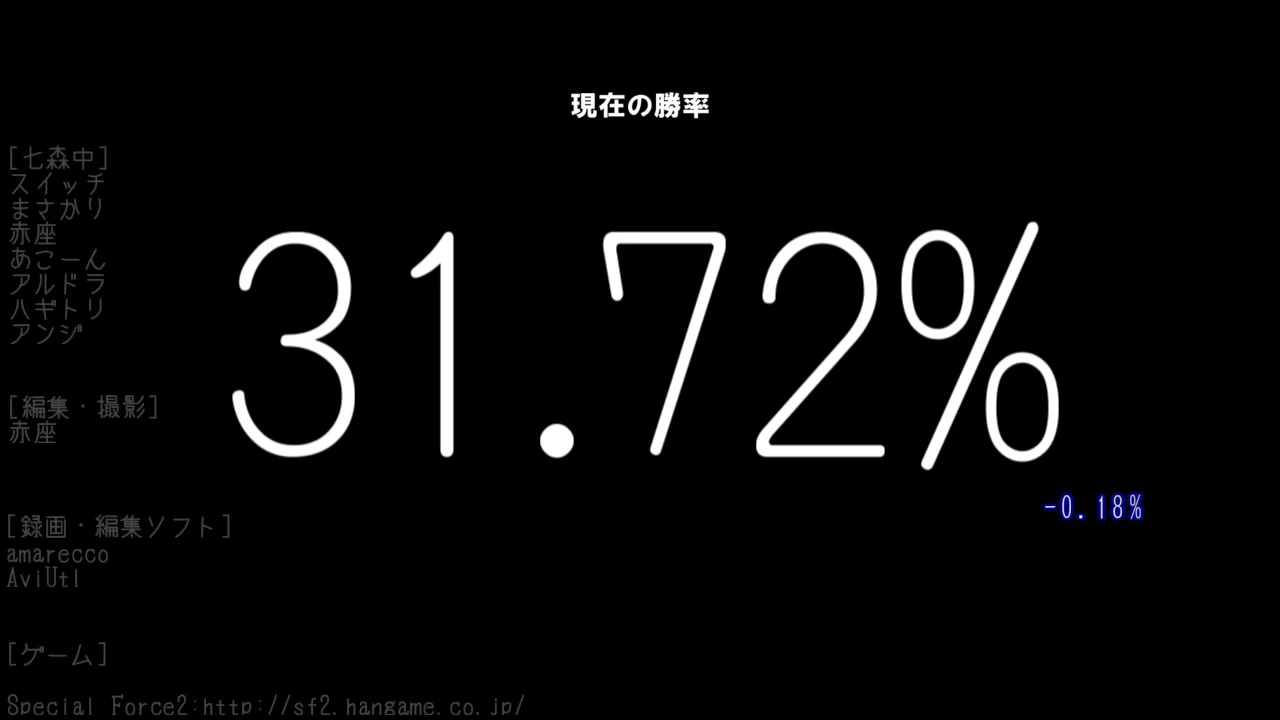 現在の勝率
31.72%
-0.18%
[七森中]
スイッチ
まさかり
赤座
あこーん
アルドラ
ハギトリ
アンジ
[編集・撮影]
赤座
[録画・編集ソフト]
amarecco
AviUtl
[ゲーム]
Special Force2:http://sf2.hangame.co.jp/